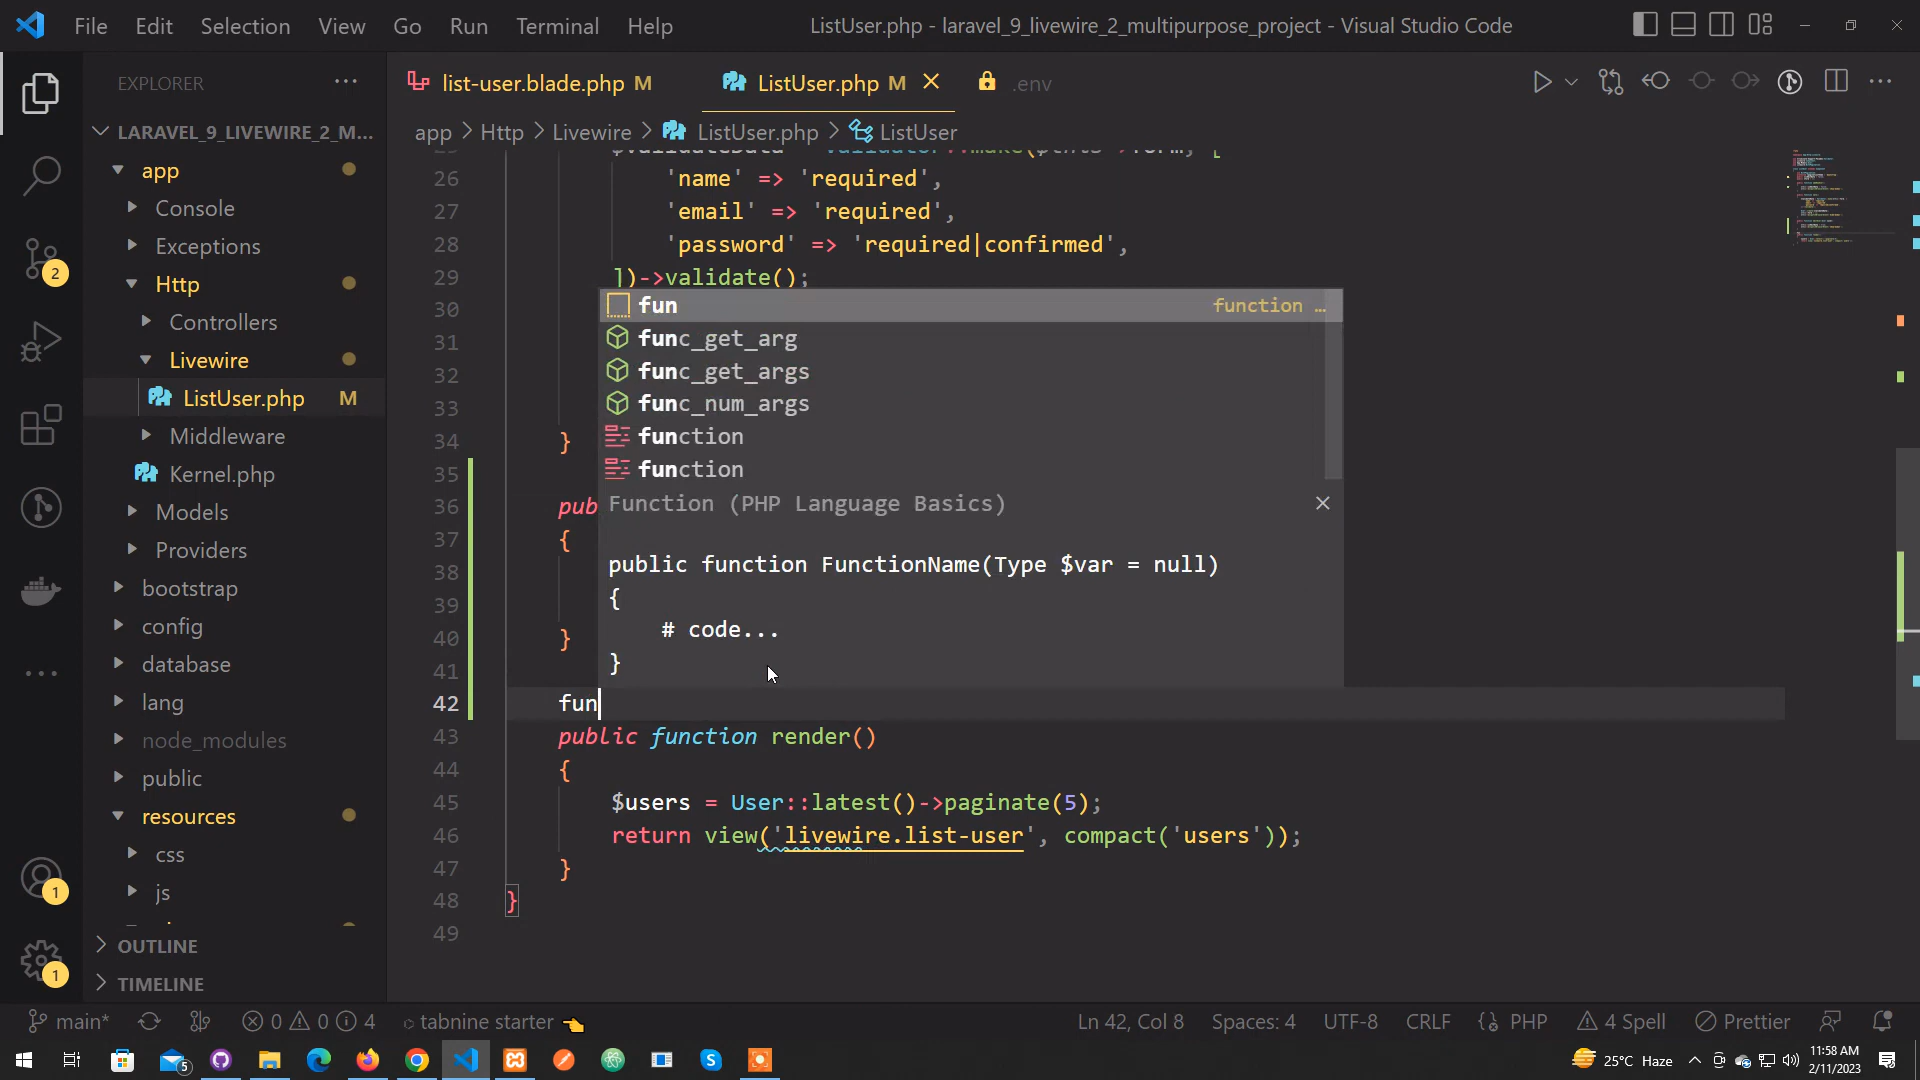 File Edit Selection View Go Run Terminal Help
ListUser.php - laravel_9_livewire_2_multipurpose_project - Visual Studio Code
EXPLORER
LARAVEL_9_LIVEWIRE_2_M...
app
Console
Exceptions
Http
Controllers
Livewire
ListUser.php M
Middleware
Kernel.php
Models
Providers
bootstrap
config
database
lang
node_modules
public
resources
css
js
OUTLINE
TIMELINE
2
1
1
list-user.blade.php M
ListUser.php M
.env
app > Http > Livewire > ListUser.php > ListUser
26 'name' => 'required',
27 'email' => 'required',
28 'password' => 'required|confirmed',
29 ])->validate();
30
31
32
33
34 }
35
36 pub
37 {
38
39
40 }
41
42 fun
43 public function render()
44 {
45 $users = User::latest()->paginate(5);
46 return view('livewire.list-user', compact('users'));
47 }
48 }
49
fun function ...
func_get_arg
func_get_args
func_num_args
function
function
Function (PHP Language Basics)
public function FunctionName(Type $var = null)
{
# code...
}
main* 0 0 4 tabnine starter
Ln 42, Col 8 Spaces: 4 UTF-8 CRLF {} PHP 4 Spell Prettier
5
25°C Haze
11:58 AM
2/11/2023